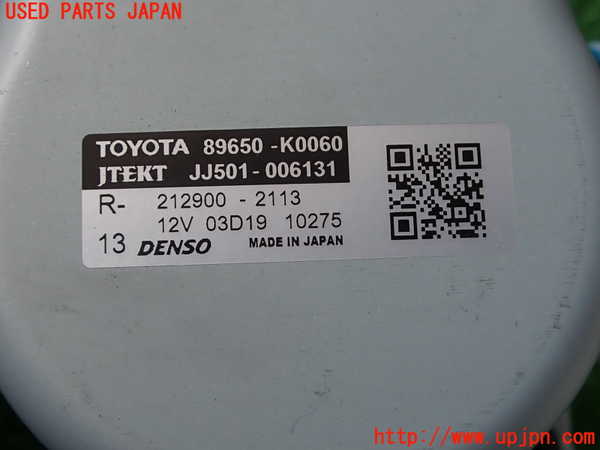 USED PARTS JAPAN
TOYOTA 89650-K0060
JTEKT JJ501-006131
R- 212900-2113
12V 03D19 10275
13 DENSO MADE IN JAPAN
http://www.upjpn.com/